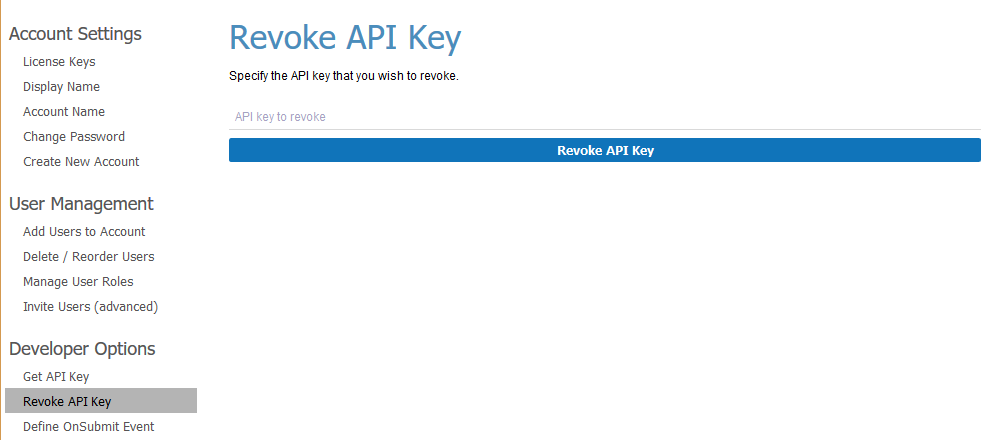 Account Settings
License Keys
Display Name
Account Name
Change Password
Create New Account
User Management
Add Users to Account
Delete / Reorder Users
Manage User Roles
Invite Users (advanced)
Developer Options
Get API Key
Revoke API Key
Define OnSubmit Event
Revoke API Key
Specify the API key that you wish to revoke.
API key to revoke
Revoke API Key